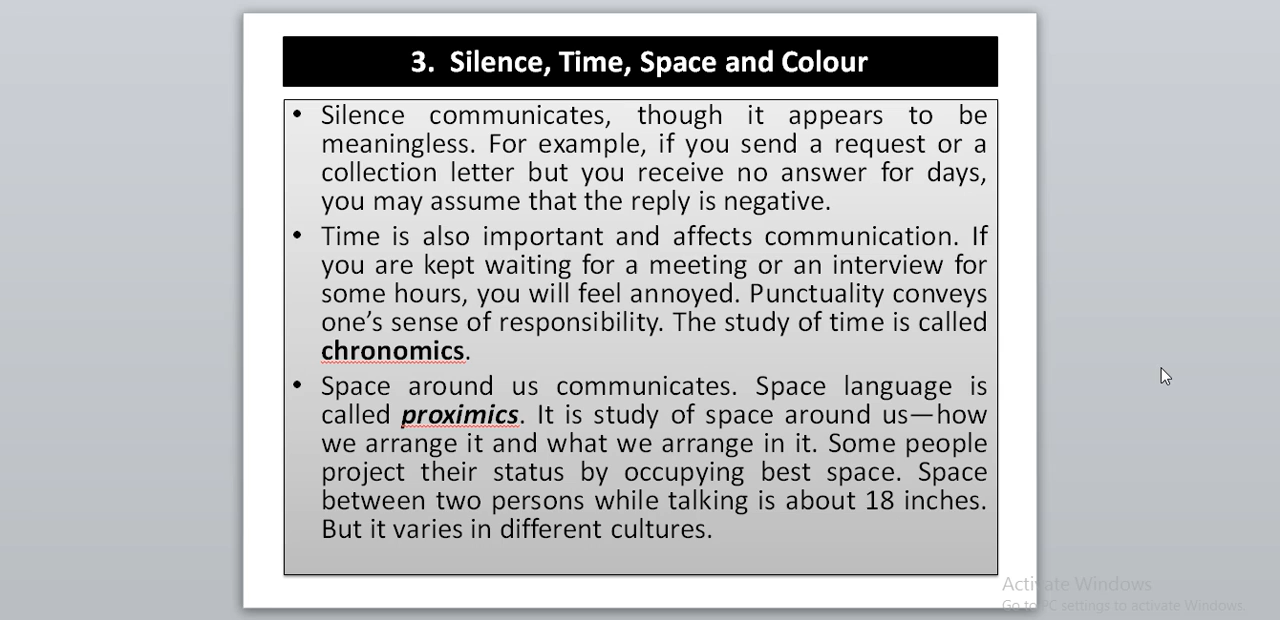 3. Silence, Time, Space and Colour
• Silence communicates, though it appears to be
meaningless. For example, if you send a request or a
collection letter but you receive no answer for days,
you may assume that the reply is negative.
• Time is also important and affects communication. If
you are kept waiting for a meeting or an interview for
some hours, you will feel annoyed. Punctuality conveys
one’s sense of responsibility. The study of time is called
chronomics.
• Space around us communicates. Space language is
called proximics. It is study of space around us—how
we arrange it and what we arrange in it. Some people
project their status by occupying best space. Space
between two persons while talking is about 18 inches.
But it varies in different cultures.
Activate Windows
Go to PC settings to activate Windows.